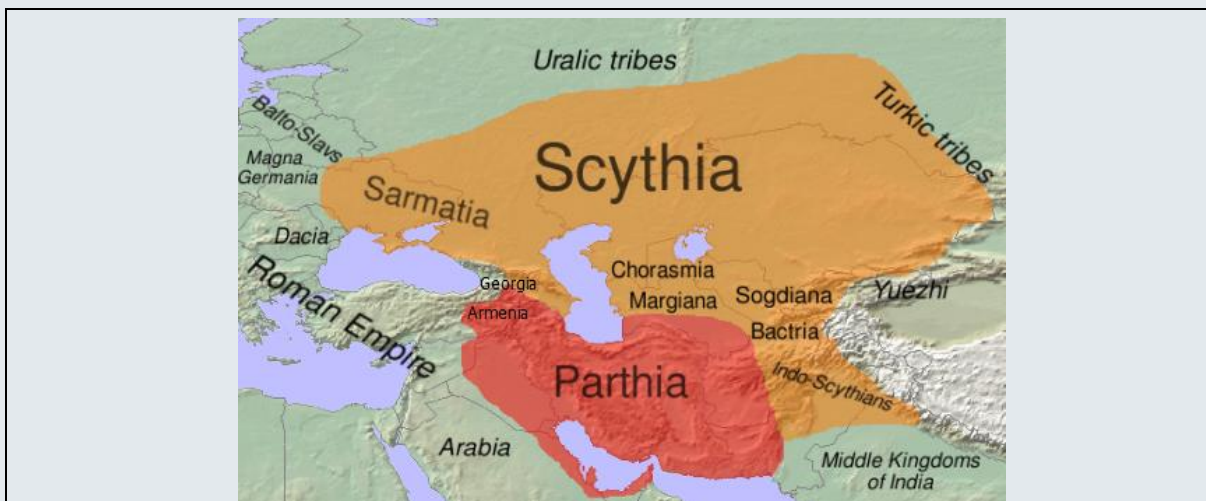 Uralic tribes
Turkic tribes
Balto-Slavs
Scythia
Magna
Germania
Sarmatia
Dacia
Roman Empire
Georgia
Armenia
Chorasmia
Margiana
Sogdiana
Yuezhi
Bactria
Parthia
Indo-Scythians
Arabia
Middle Kingdoms
of India